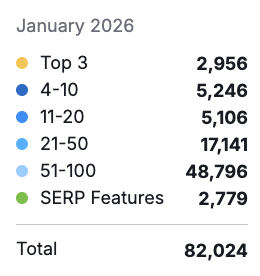 January 2026
Top 3 2,956
4-10 5,246
11-20 5,106
21-50 17,141
51-100 48,796
SERP Features 2,779
Total 82,024